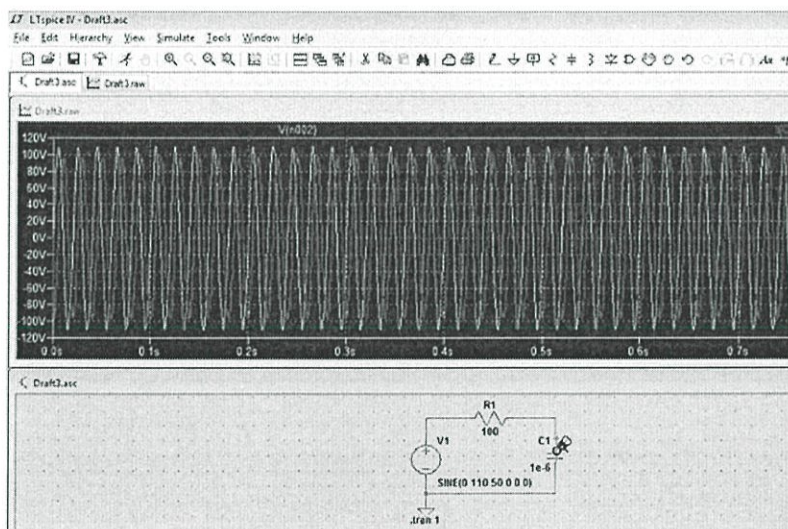 LTspice IV - Draft3.asc
File Edit Hierarchy View Simulate Tools Window Help
Draft3.asc Draft3.raw
Draft3.raw
V(n002)
120V
100V
80V
60V
40V
20V
0V
-20V
-40V
-60V
-80V
-100V
-120V
0.0s 0.1s 0.2s 0.3s 0.4s 0.5s 0.6s 0.7s
Draft3.asc
R1
100
V1
C1
1e-6
SINE(0 110 50 0 0 0)
.tran 1